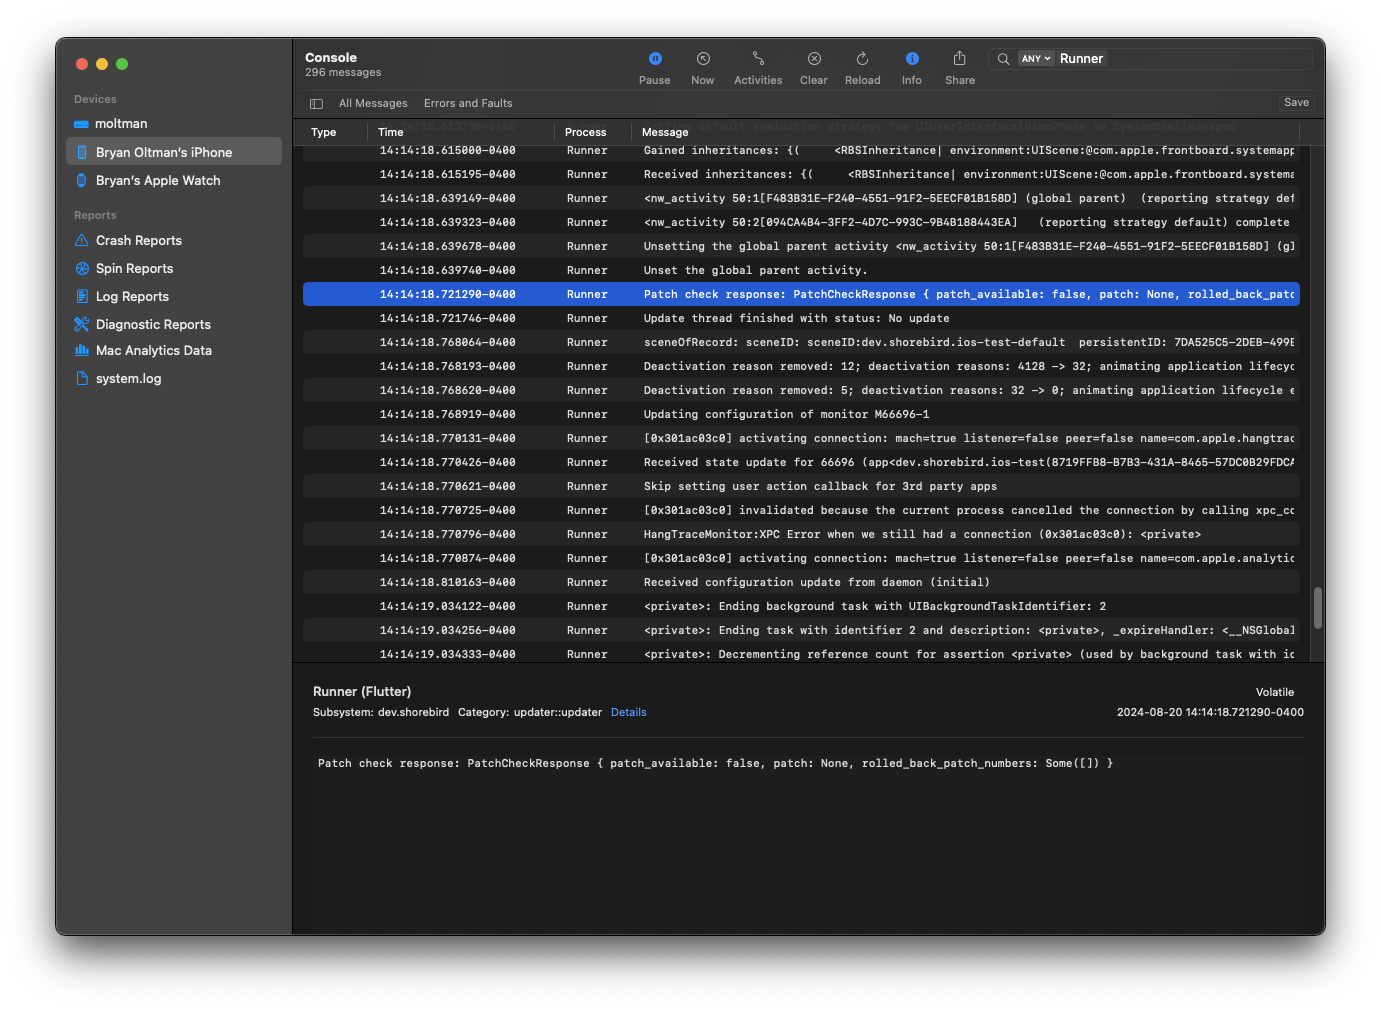 Console
296 messages
Pause
Now
Activities
Clear
Reload
Info
Share
ANY
Runner
All Messages
Errors and Faults
Save
Devices
moltman
Bryan Oltman's iPhone
Bryan's Apple Watch
Reports
Crash Reports
Spin Reports
Log Reports
Diagnostic Reports
Mac Analytics Data
system.log
14:14:18.613795-0400 Setting default evaluation strategy for UIUserInterfaceIdiomPhone to SystemShellManaged
Type Time Process Message
14:14:18.615000-0400 Runner Gained inheritances: {( <RBSInheritance| environment:UIScene:@com.apple.frontboard.systemapp
14:14:18.615195-0400 Runner Received inheritances: {( <RBSInheritance| environment:UIScene:@com.apple.frontboard.systema
14:14:18.639149-0400 Runner <nw_activity 50:1[F483B31E-F240-4551-91F2-5EECF01B158D] (global parent) (reporting strategy def
14:14:18.639323-0400 Runner <nw_activity 50:2[094CA4B4-3FF2-4D7C-993C-9B4B188443EA] (reporting strategy default) complete
14:14:18.639678-0400 Runner Unsetting the global parent activity <nw_activity 50:1[F483B31E-F240-4551-91F2-5EECF01B158D] (gl
14:14:18.639740-0400 Runner Unset the global parent activity.
14:14:18.721290-0400 Runner Patch check response: PatchCheckResponse { patch_available: false, patch: None, rolled_back_patc
14:14:18.721746-0400 Runner Update thread finished with status: No update
14:14:18.768064-0400 Runner sceneOfRecord: sceneID: sceneID:dev.shorebird.ios-test-default persistentID: 7DA525C5-2DEB-499E
14:14:18.768193-0400 Runner Deactivation reason removed: 12; deactivation reasons: 4128 -> 32; animating application lifecyc
14:14:18.768620-0400 Runner Deactivation reason removed: 5; deactivation reasons: 32 -> 0; animating application lifecycle e
14:14:18.768919-0400 Runner Updating configuration of monitor M66696-1
14:14:18.770131-0400 Runner [0x301ac03c0] activating connection: mach=true listener=false peer=false name=com.apple.hangtrac
14:14:18.770426-0400 Runner Received state update for 66696 (app<dev.shorebird.ios-test(8719FFB8-B7B3-431A-8465-57DC0B29FDCA
14:14:18.770621-0400 Runner Skip setting user action callback for 3rd party apps
14:14:18.770725-0400 Runner [0x301ac03c0] invalidated because the current process cancelled the connection by calling xpc_co
14:14:18.770796-0400 Runner HangTraceMonitor:XPC Error when we still had a connection (0x301ac03c0): <private>
14:14:18.770874-0400 Runner [0x301ac03c0] activating connection: mach=true listener=false peer=false name=com.apple.analytic
14:14:18.810163-0400 Runner Received configuration update from daemon (initial)
14:14:19.034122-0400 Runner <private>: Ending background task with UIBackgroundTaskIdentifier: 2
14:14:19.034256-0400 Runner <private>: Ending task with identifier 2 and description: <private>, _expireHandler: <__NSGlobal
14:14:19.034333-0400 Runner <private>: Decrementing reference count for assertion <private> (used by background task with id
Runner (Flutter) Volatile
Subsystem: dev.shorebird Category: updater::updater Details 2024-08-20 14:14:18.721290-0400
Patch check response: PatchCheckResponse { patch_available: false, patch: None, rolled_back_patch_numbers: Some([]) }